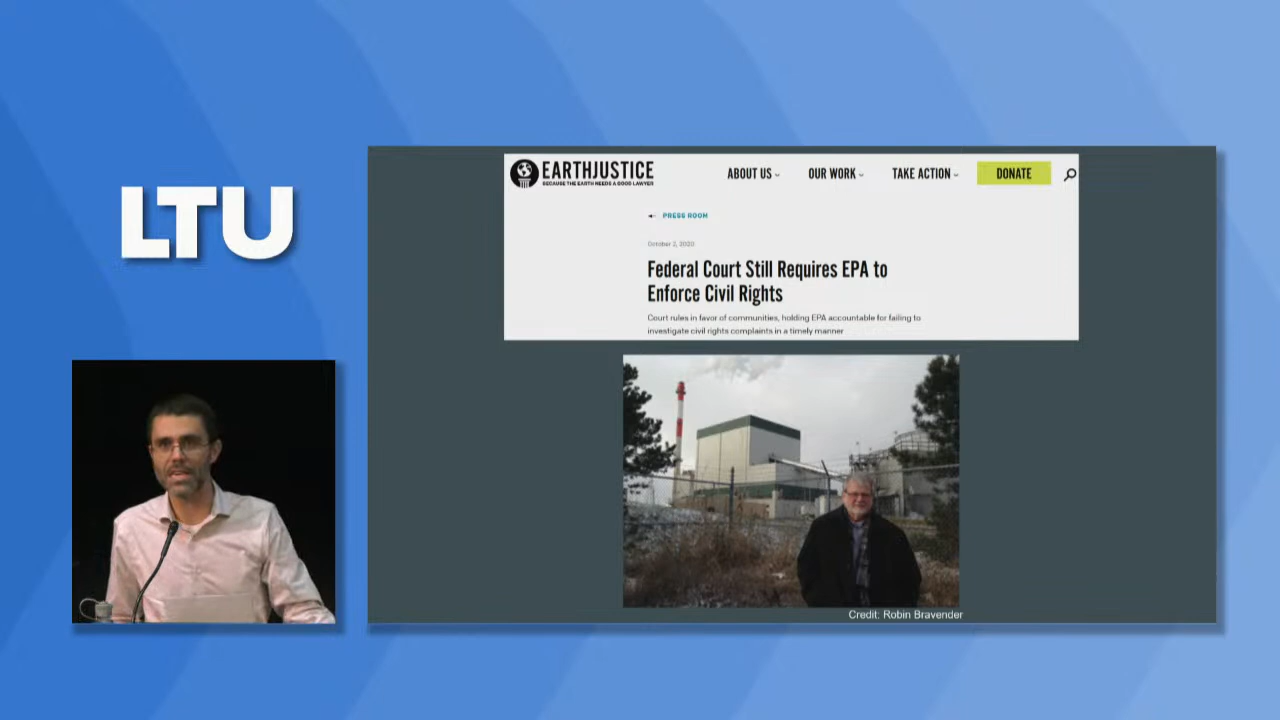 LTU
EARTHJUSTICE
BECAUSE THE EARTH NEEDS A GOOD LAWYER
ABOUT US
OUR WORK
TAKE ACTION
DONATE
PRESS ROOM
October 2, 2020
Federal Court Still Requires EPA to
Enforce Civil Rights
Court rules in favor of communities, holding EPA accountable for failing to
investigate civil rights complaints in a timely manner
Credit: Robin Bravender